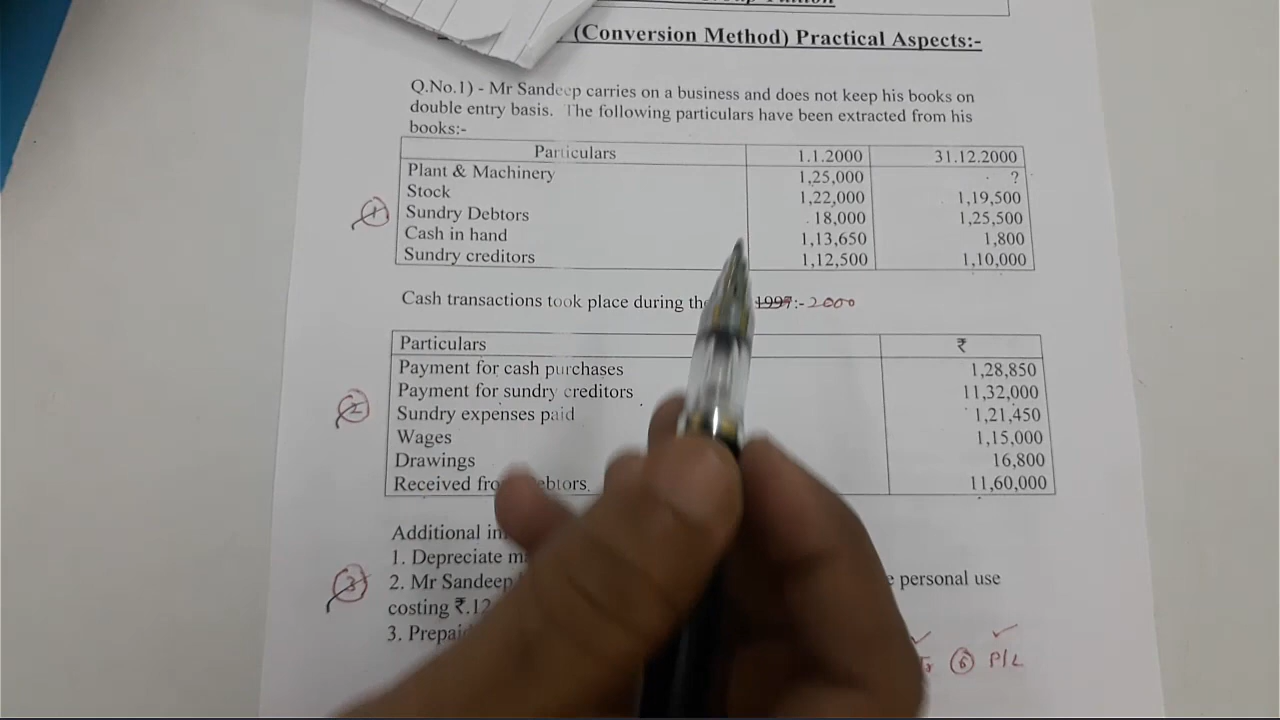 (Conversion Method) Practical Aspects:-
Q.No.1) - Mr Sandeep carries on a business and does not keep his books on
double entry basis. The following particulars have been extracted from his
books:-
Particulars 1.1.2000 31.12.2000
Plant & Machinery 1,25,000 ?
Stock 1,22,000 1,19,500
1 Sundry Debtors 18,000 1,25,500
Cash in hand 1,13,650 1,800
Sundry creditors 1,12,500 1,10,000
Cash transactions took place during 1997:- 2000
Particulars ₹
Payment for cash purchases 1,28,850
Payment for sundry creditors 11,32,000
2 Sundry expenses paid 1,21,450
Wages 1,15,000
Drawings 16,800
Received 11,60,000
Additional
1. Depreciate
3 2. Mr Sandeep personal use
costing ₹.12
3.
6 P/L